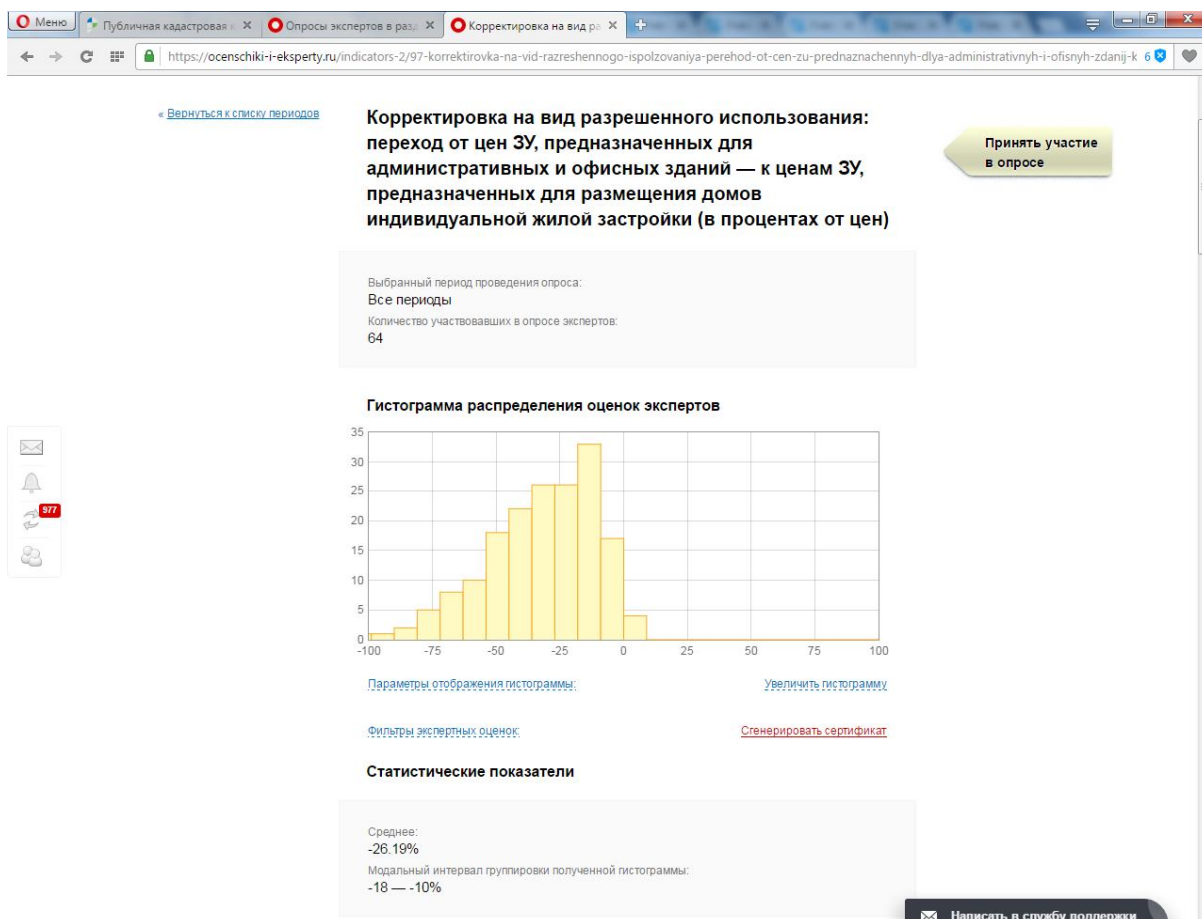 Меню
Публичная кадастровая к
Опросы экспертов в разд
Корректировка на вид ра
https://ocenschiki-i-eksperty.ru/indicators-2/97-korrektirovka-na-vid-razreshennogo-ispolzovaniya-perehod-ot-cen-zu-prednaznachennyh-dlya-administrativnyh-i-ofisnyh-zdanij-k 6
« Вернуться к списку периодов
Корректировка на вид разрешенного использования:
переход от цен ЗУ, предназначенных для
административных и офисных зданий — к ценам ЗУ,
предназначенных для размещения домов
индивидуальной жилой застройки (в процентах от цен)
Принять участие
в опросе
Выбранный период проведения опроса:
Все периоды
Количество участвовавших в опросе экспертов:
64
Гистограмма распределения оценок экспертов
35
30
25
20
15
10
5
0
-100 -75 -50 -25 0 25 50 75 100
977
Параметры отображения гистограммы:
Увеличить гистограмму
Фильтры экспертных оценок:
Сгенерировать сертификат
Статистические показатели
Среднее:
-26.19%
Модальный интервал группировки полученной гистограммы:
-18 — -10%
Написать в службу поддержки